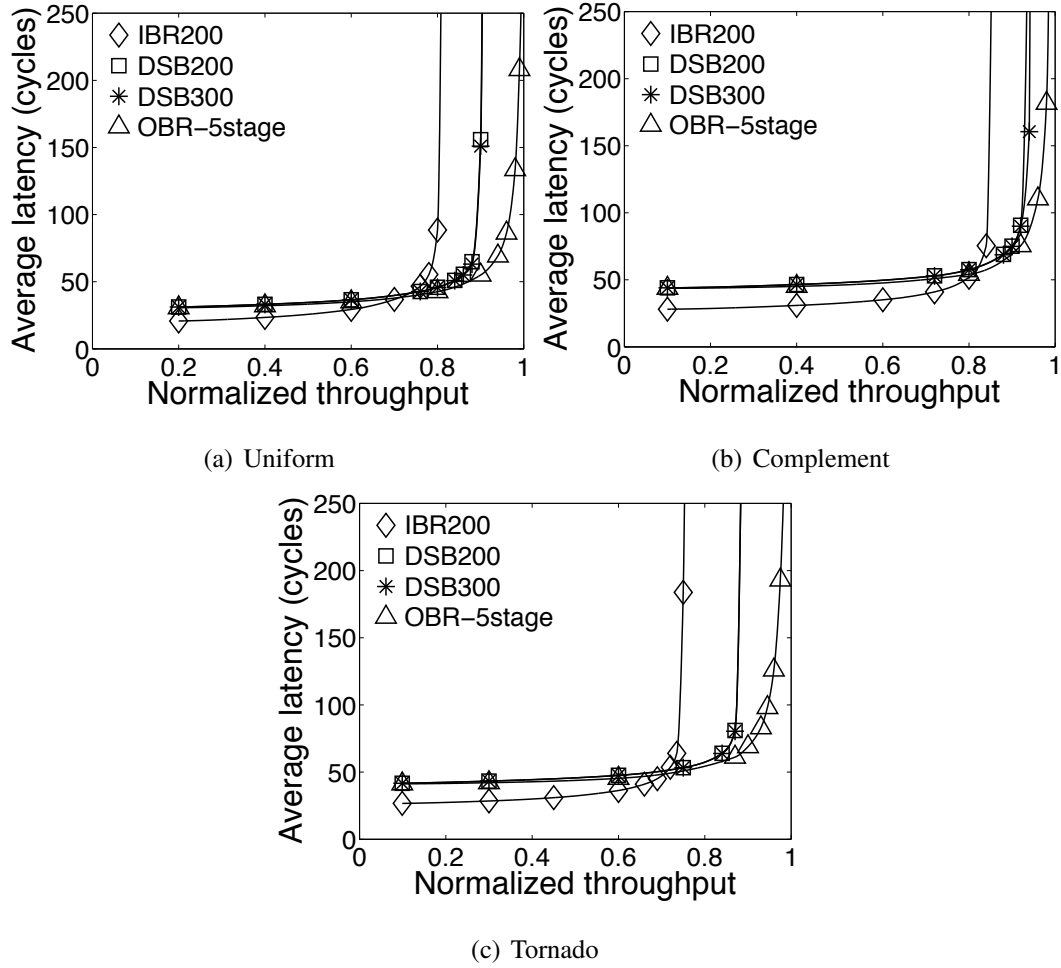 250
200
150
100
50
0
Average latency (cycles)
IBR200
DSB200
DSB300
OBR-5stage
0 0.2 0.4 0.6 0.8 1
Normalized throughput
(a) Uniform
250
200
150
100
50
0
Average latency (cycles)
IBR200
DSB200
DSB300
OBR-5stage
0 0.2 0.4 0.6 0.8 1
Normalized throughput
(b) Complement
250
200
150
100
50
0
Average latency (cycles)
IBR200
DSB200
DSB300
OBR-5stage
0 0.2 0.4 0.6 0.8 1
Normalized throughput
(c) Tornado